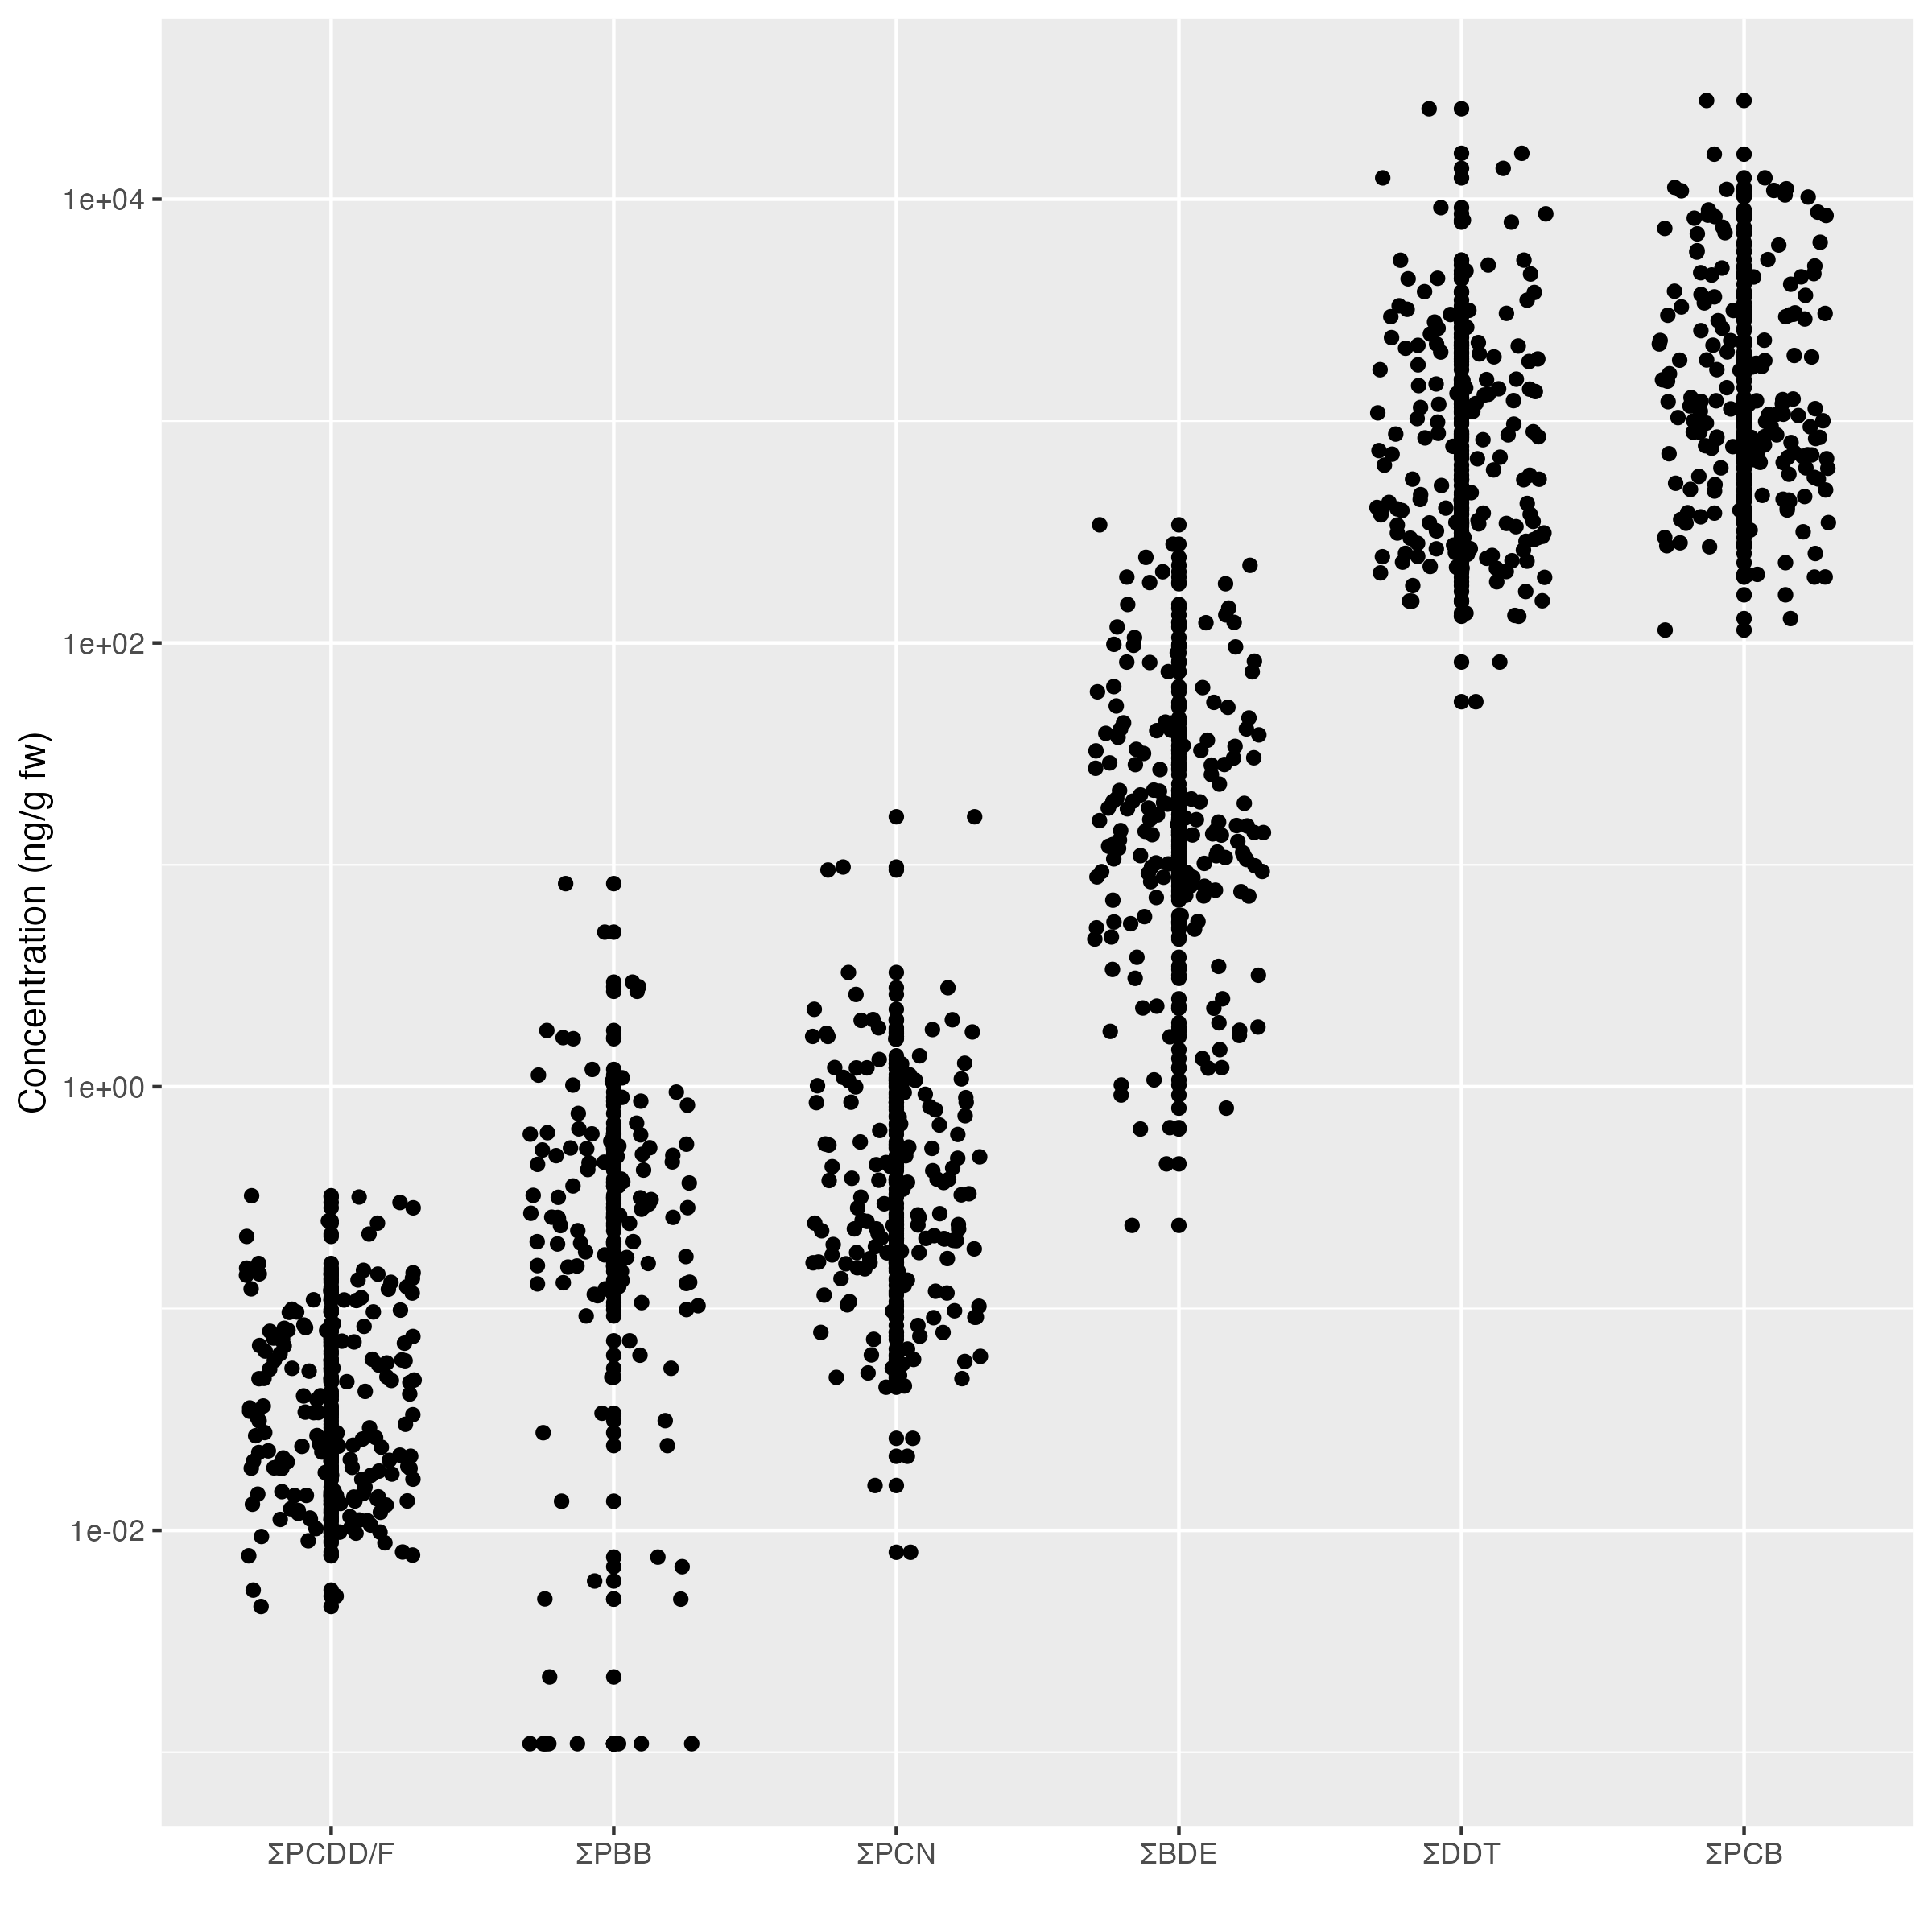 1e+04
1e+02
1e+00
1e-02
Concentration (ng/g fw)
ΣPCDD/F
ΣPBB
ΣPCN
ΣBDE
ΣDDT
ΣPCB